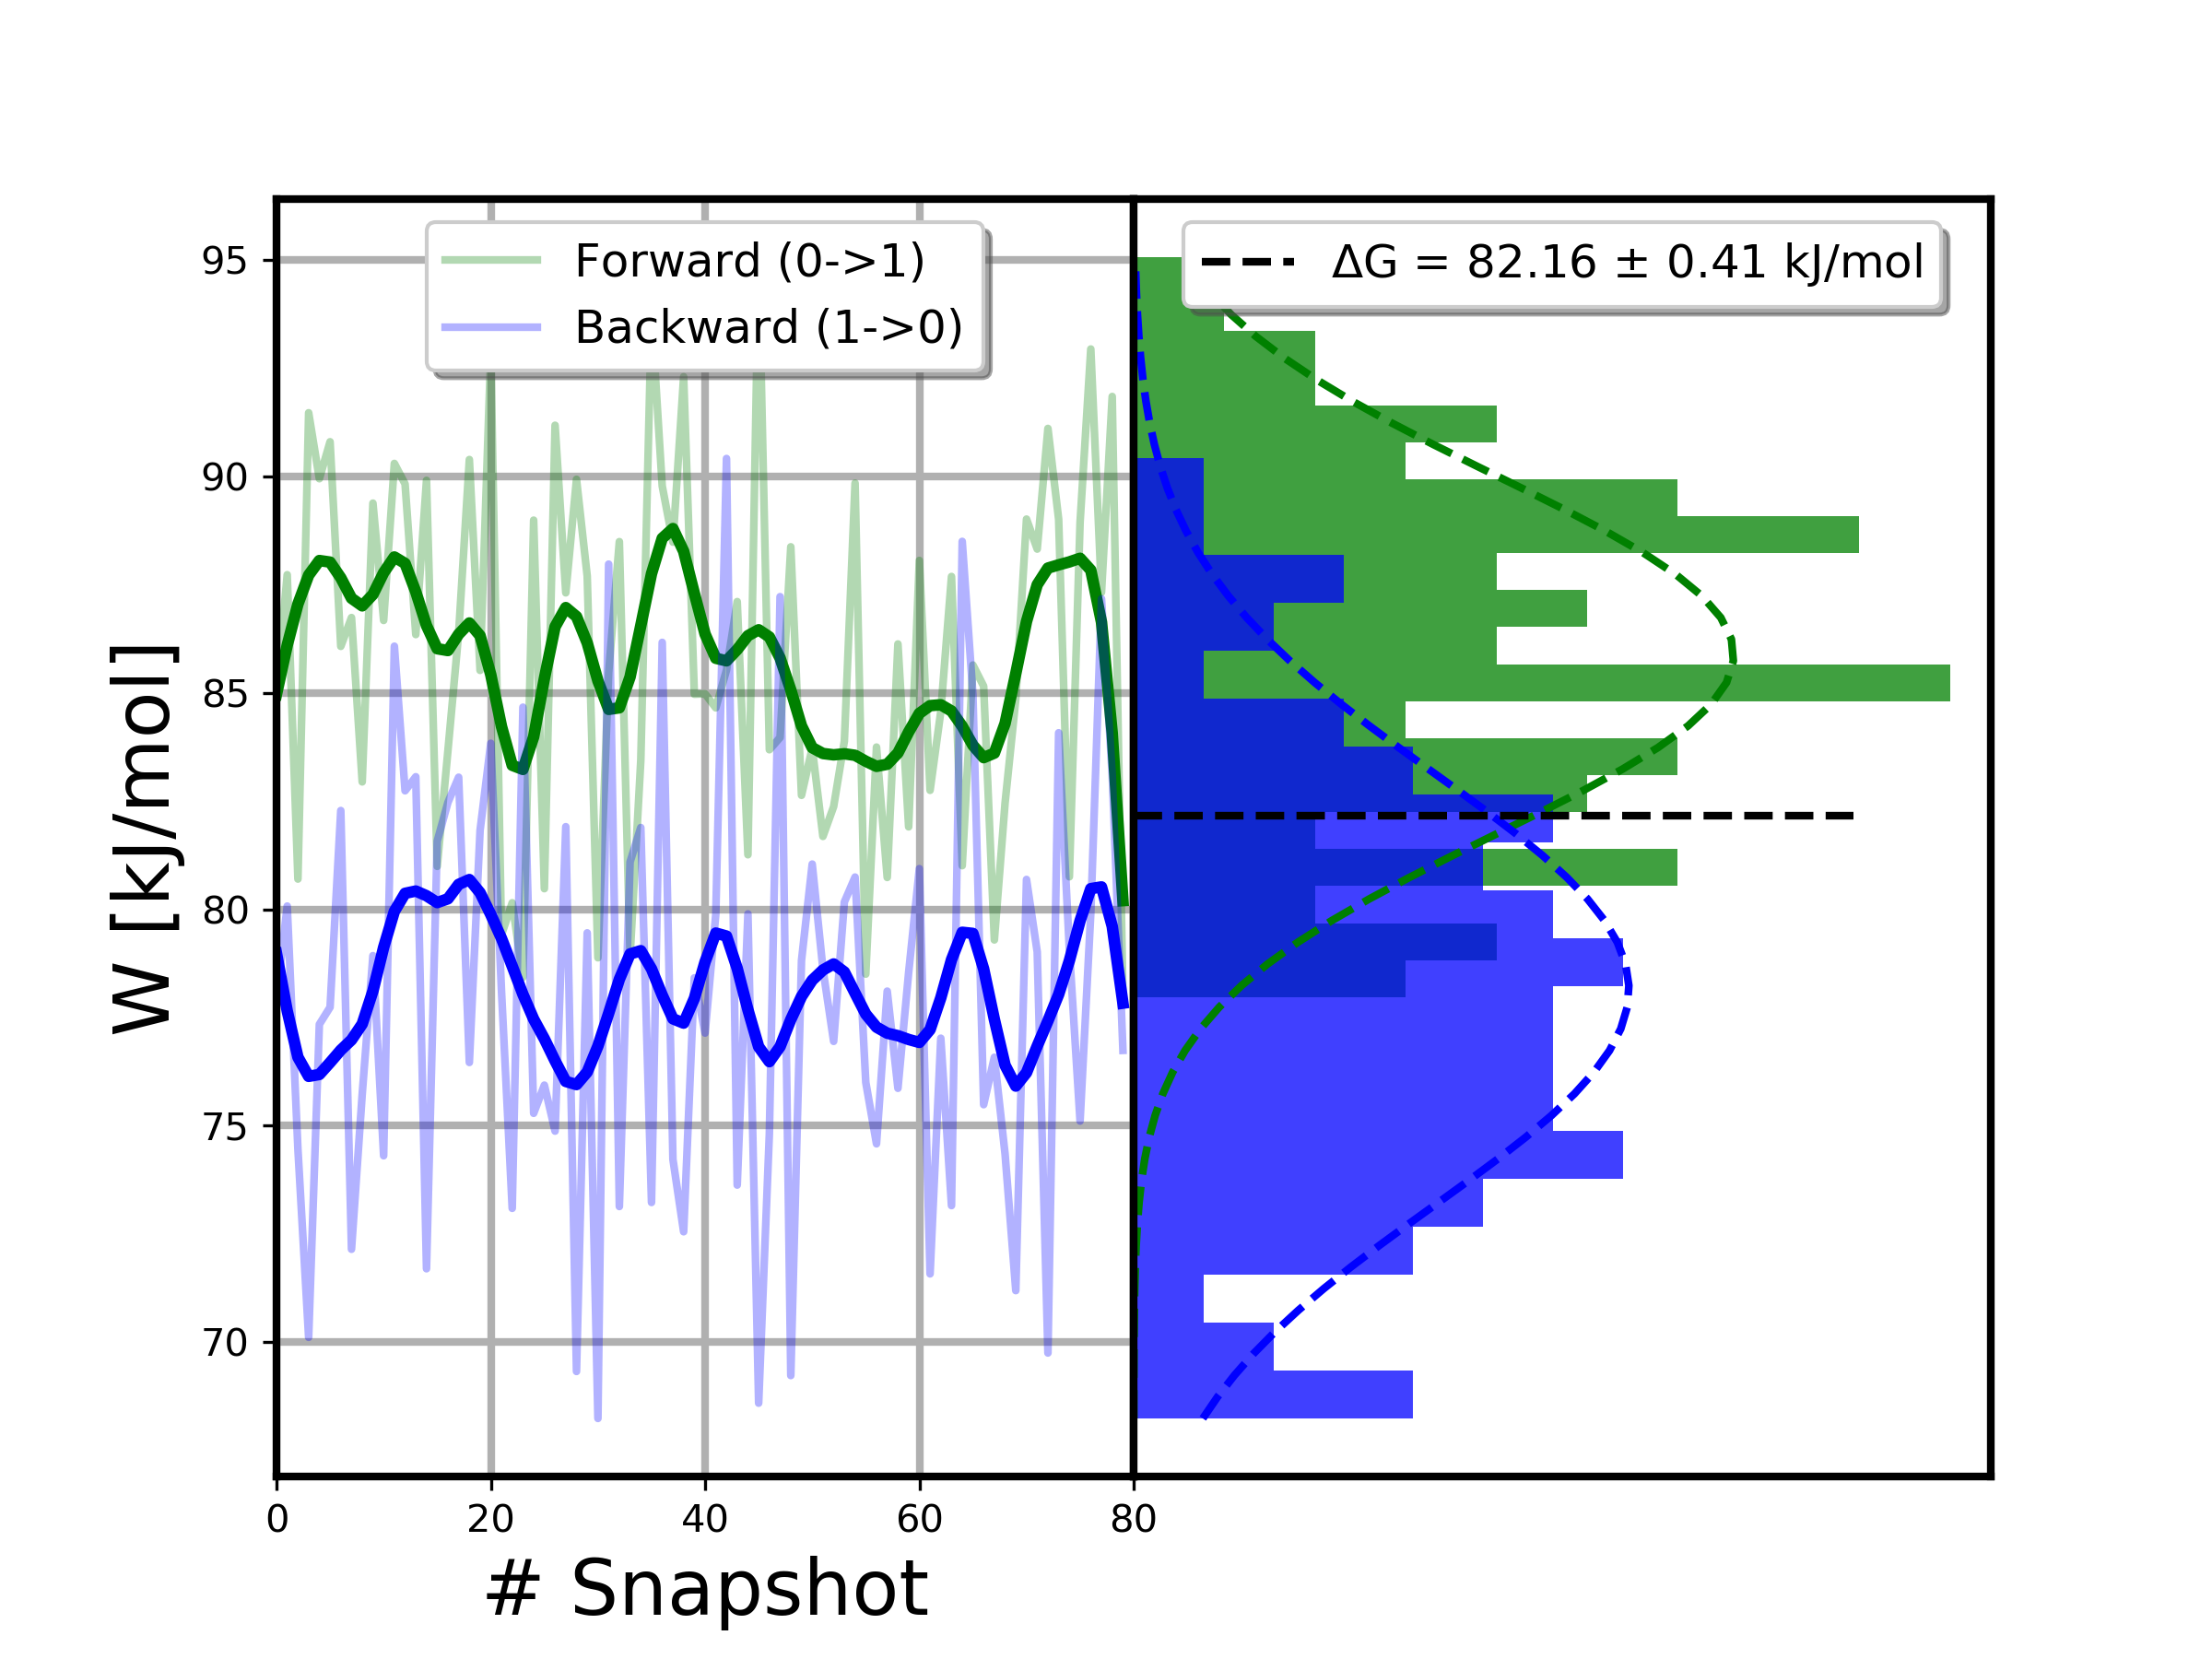 Forward (0->1)
Backward (1->0)
ΔG = 82.16 ± 0.41 kJ/mol
95
90
85
80
75
70
W [kJ/mol]
0 20 40 60 80
# Snapshot